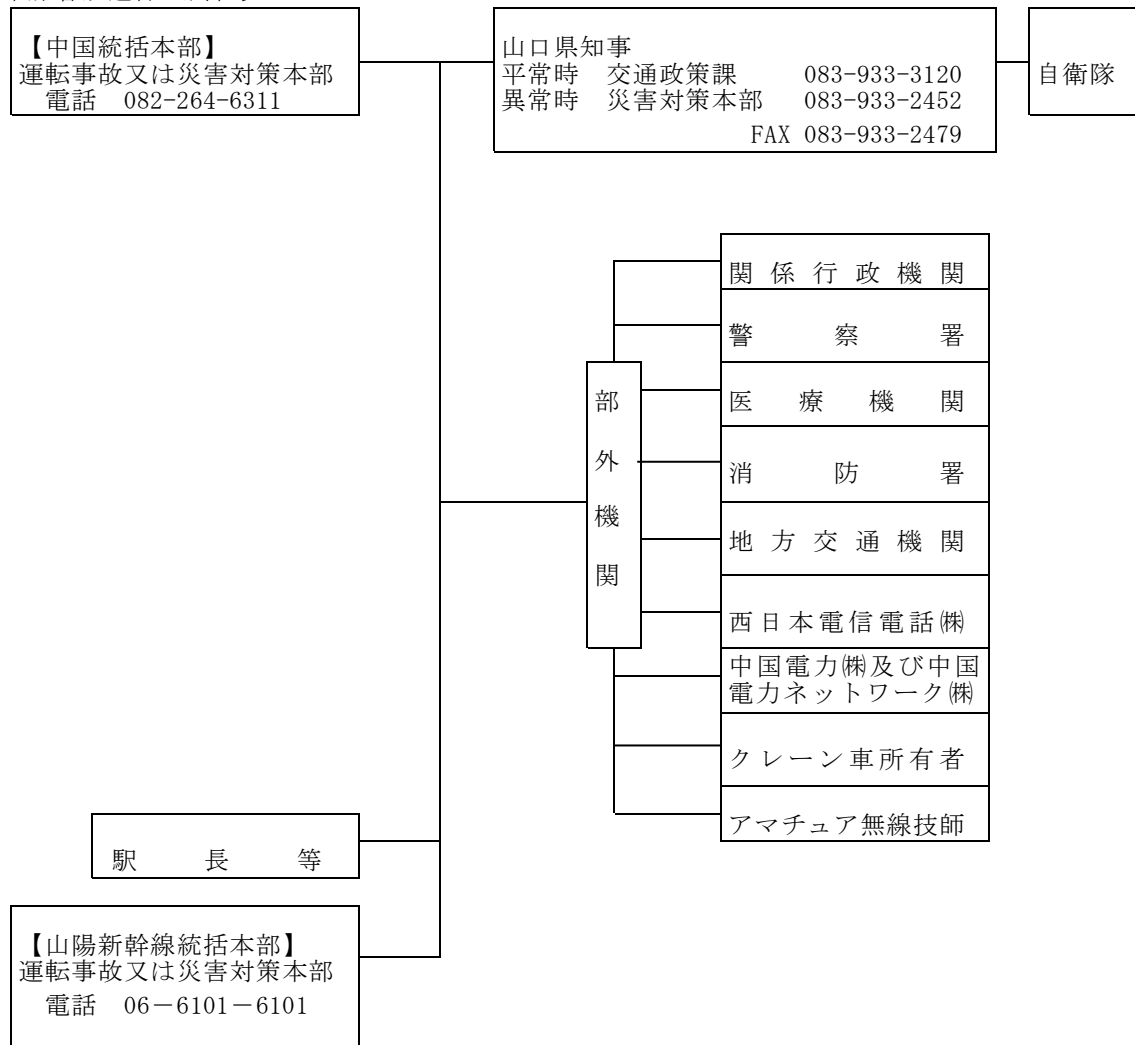 【中国統括本部】
運転事故又は災害対策本部
電話 082-264-6311
山口県知事
平常時 交通政策課 083-933-3120
異常時 災害対策本部 083-933-2452
FAX 083-933-2479
自衛隊
部外機関
関係行政機関
警察署
医療機関
消防署
地方交通機関
西日本電信電話㈱
中国電力㈱及び中国
電力ネットワーク㈱
クレーン車所有者
アマチュア無線技師
駅長等
【山陽新幹線統括本部】
運転事故又は災害対策本部
電話 06－6101－6101